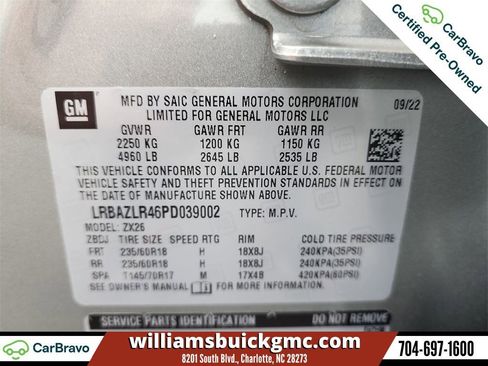 CarBravo
Certified Pre-Owned
GM
MFD BY SAIC GENERAL MOTORS CORPORATION
LIMITED FOR GENERAL MOTORS LLC
09/22
GVWR GAWR FRT GAWR RR
2250 KG 1200 KG 1150 KG
4960 LB 2645 LB 2535 LB
THIS VEHICLE CONFORMS TO ALL APPLICABLE U.S. FEDERAL MOTOR
VEHICLE SAFETY AND THEFT PREVENTION STANDARDS IN EFFECT ON
THE DATE OF MANUFACTURE SHOWN ABOVE.
LRBAZLR46PD039002 TYPE: M.P.V.
MODEL: ZX26
ZBDJ TIRE SIZE SPEED RTG RIM COLD TIRE PRESSURE
FRT 235/60R18 H 18X8J 240KPA(35PSI)
RR 235/60R18 H 18X8J 240KPA(35PSI)
SPA T145/70R17 M 17X4B 420KPA(60PSI)
SEE OWNER'S MANUAL FOR MORE INFORMATION.
SERVICE PARTS IDENTIFICATION DO NOT REMOVE
CarBravo
williamsbuickgmc.com
8201 South Blvd., Charlotte, NC 28273
704-697-1600